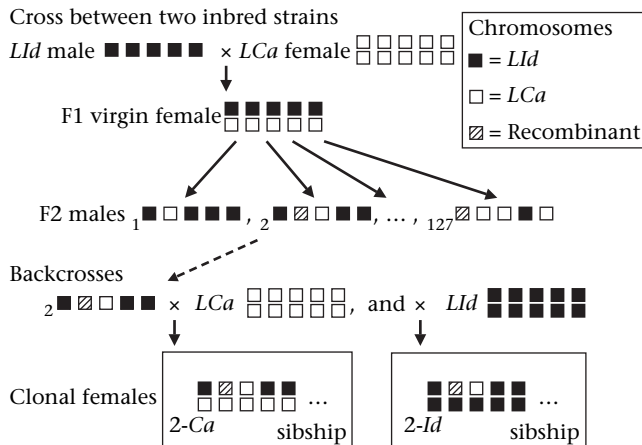 Cross between two inbred strains
LId male × LCa female
Chromosomes
= LId
= LCa
= Recombinant
F1 virgin female
F2 males 1 , 2 , ..., 127
Backcrosses
2 × LCa , and × LId
Clonal females
... 2-Ca sibship
... 2-Id sibship